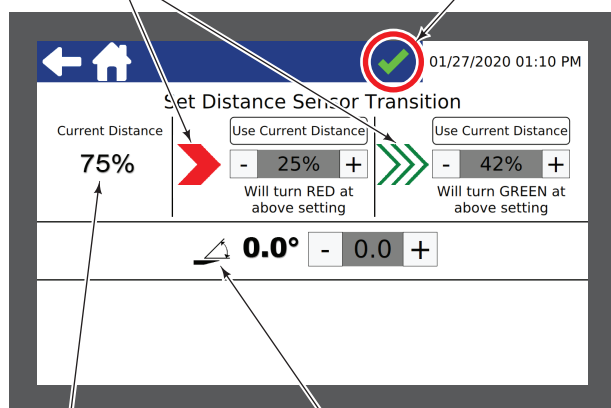 01/27/2020 01:10 PM
Set Distance Sensor Transition
Current Distance
75%
Use Current Distance
- 25% +
Will turn RED at
above setting
Use Current Distance
- 42% +
Will turn GREEN at
above setting
0.0° - 0.0 +